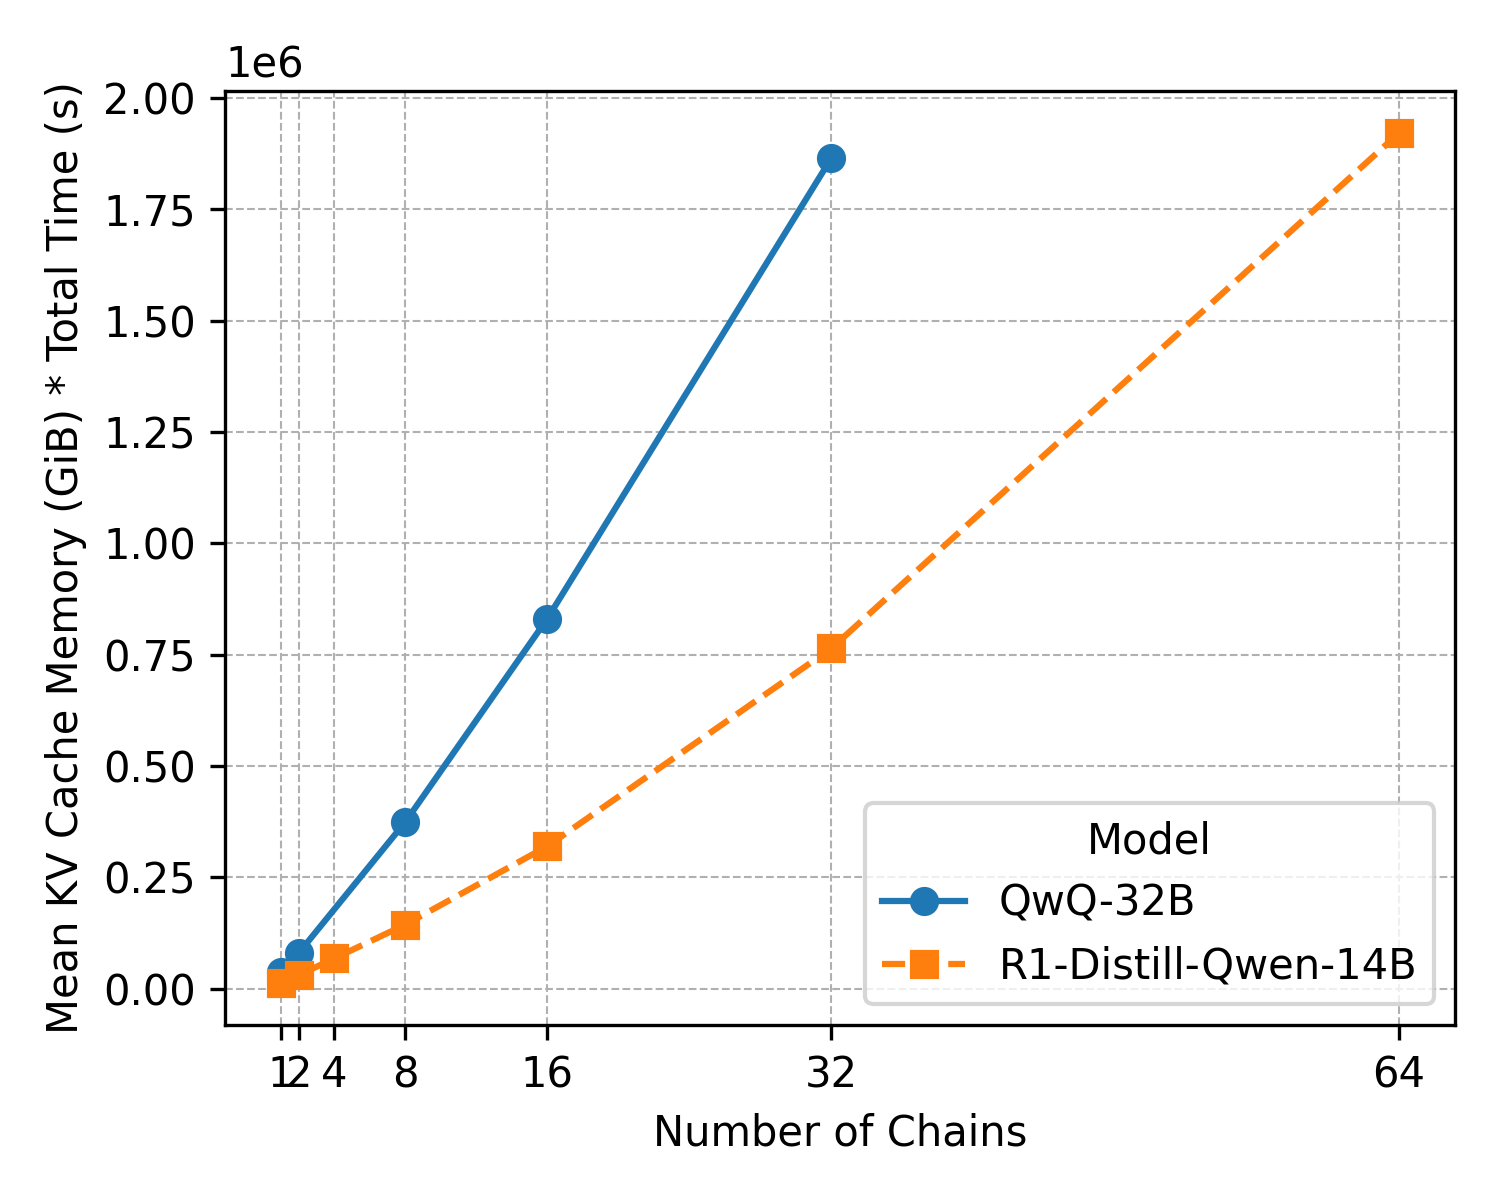 1e6
Mean KV Cache Memory (GiB) * Total Time (s)
2.00
1.75
1.50
1.25
1.00
0.75
0.50
0.25
0.00
1 2 4 8 16 32 64
Number of Chains
Model
QwQ-32B
R1-Distill-Qwen-14B